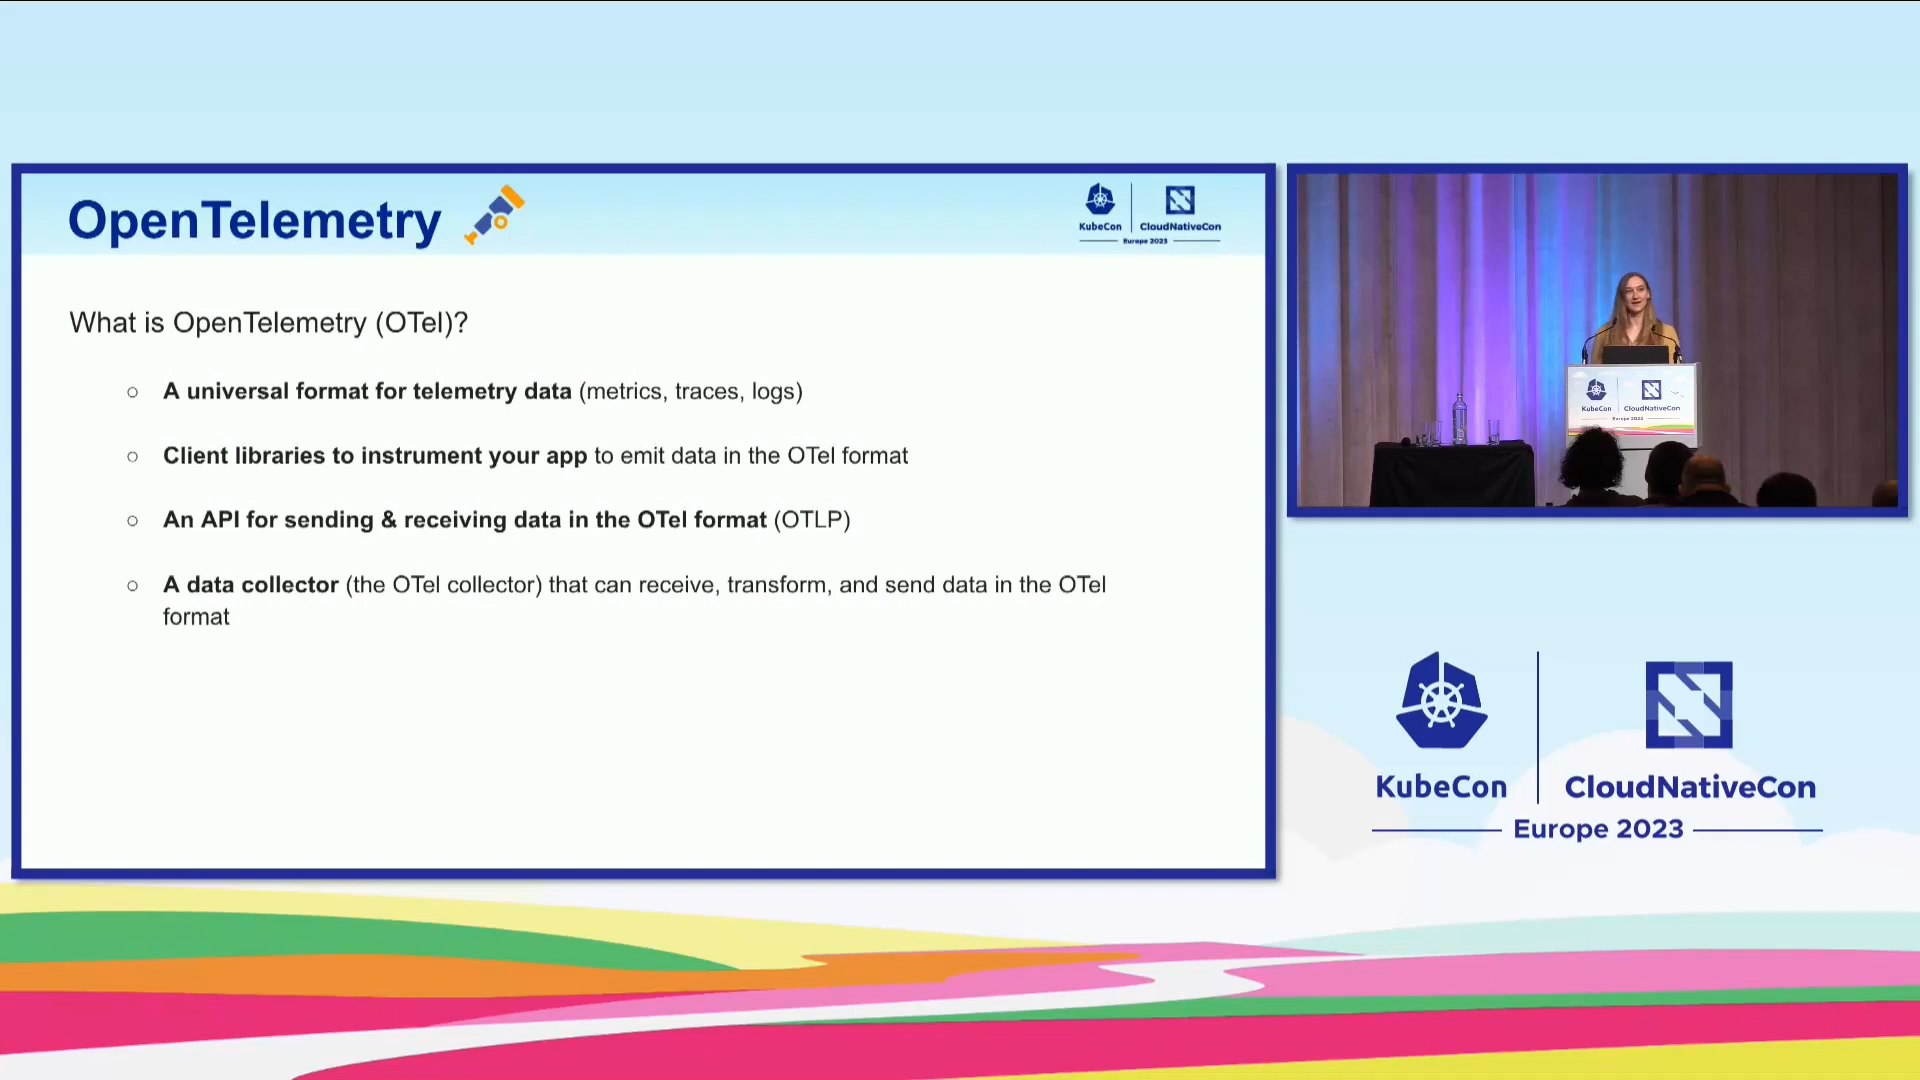 OpenTelemetry
KubeCon
CloudNativeCon
Europe 2023
What is OpenTelemetry (OTel)?
A universal format for telemetry data (metrics, traces, logs)
Client libraries to instrument your app to emit data in the OTel format
An API for sending & receiving data in the OTel format (OTLP)
A data collector (the OTel collector) that can receive, transform, and send data in the OTel
format
KubeCon
CloudNativeCon
Europe 2023
KubeCon
CloudNativeCon
Europe 2023